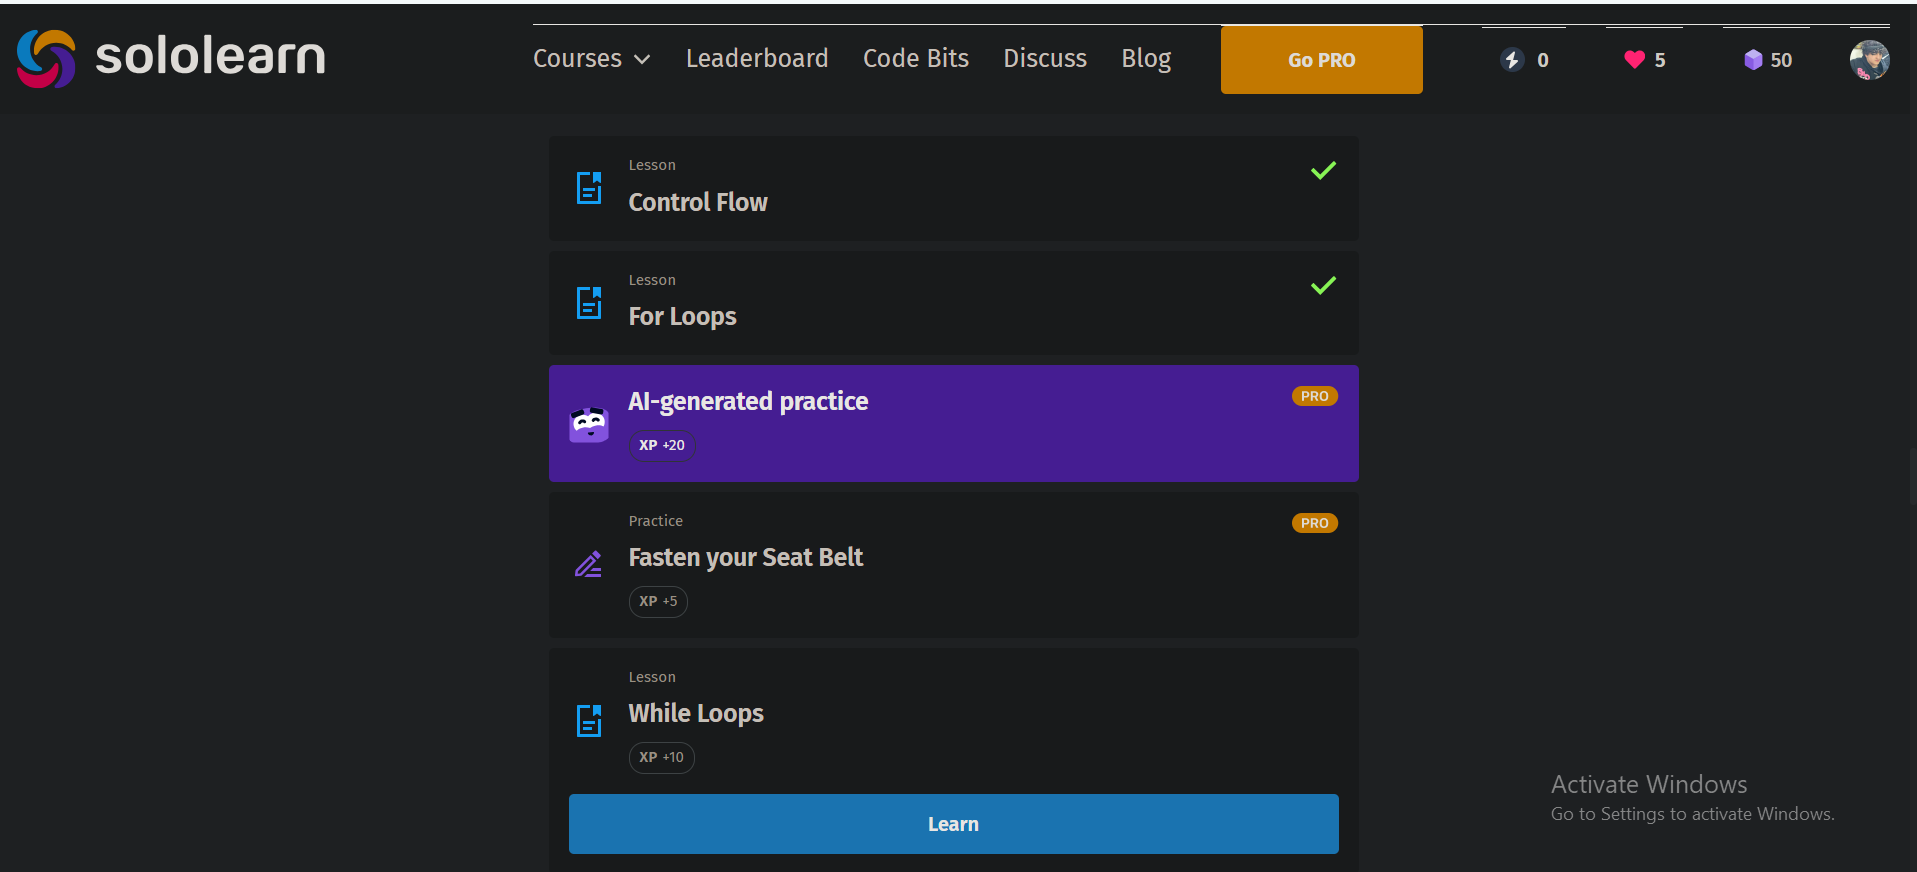 sololearn
Courses Leaderboard Code Bits Discuss Blog Go PRO 0 5 50
Lesson
Control Flow
Lesson
For Loops
AI-generated practice PRO
XP +20
Practice PRO
Fasten your Seat Belt
XP +5
Lesson
While Loops
XP +10
Learn
Activate Windows
Go to Settings to activate Windows.